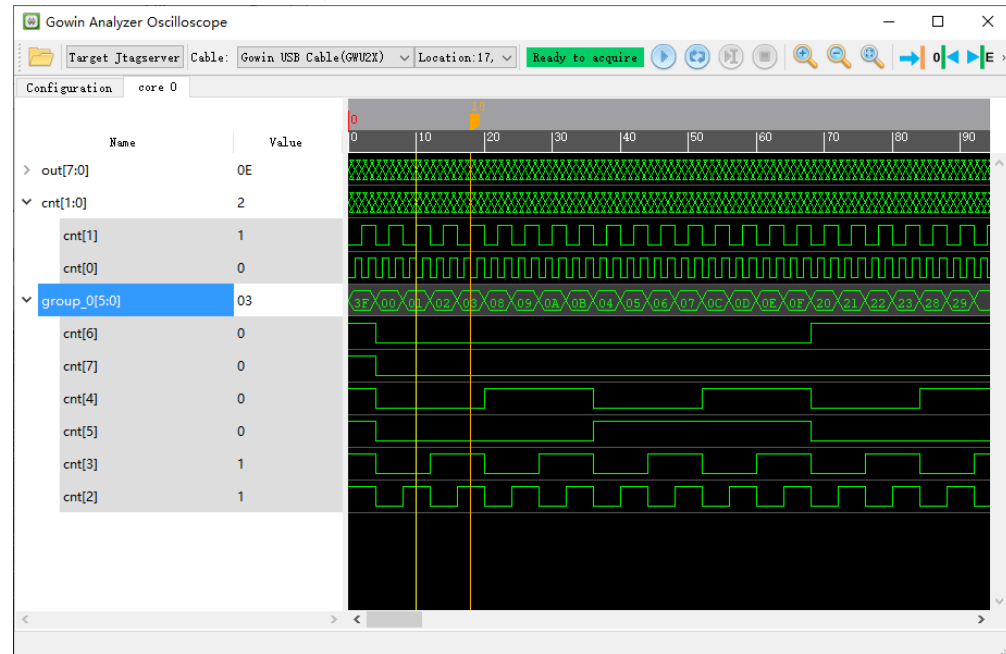 Gowin Analyzer Oscilloscope
Target Jtagserver Cable: Gowin USB Cable(GWU2X) Location:17, Ready to acquire 0 E
Configuration core 0
18
0
Name Value 0 10 20 30 40 50 60 70 80 90
out[7:0] 0E
cnt[1:0] 2
cnt[1] 1
cnt[0] 0
group_0[5:0] 03 3F 00 01 02 03 08 09 0A 0B 04 05 06 07 0C 0D 0E 0F 20 21 22 23 28 29
cnt[6] 0
cnt[7] 0
cnt[4] 0
cnt[5] 0
cnt[3] 1
cnt[2] 1